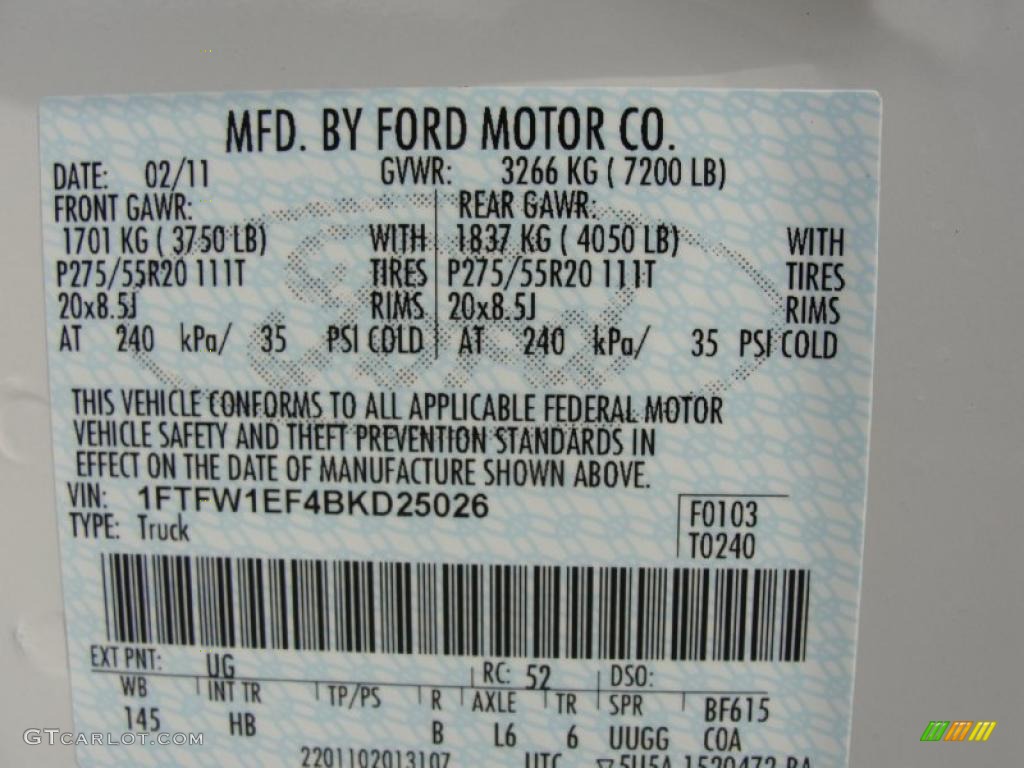 MFD. BY FORD MOTOR CO.
DATE: 02/11 GVWR: 3266 KG ( 7200 LB)
FRONT GAWR: REAR GAWR:
1701 KG ( 3750 LB) WITH 1837 KG ( 4050 LB) WITH
P275/55R20 111T TIRES P275/55R20 111T TIRES
20x8.5J RIMS 20x8.5J RIMS
AT 240 kPa/ 35 PSI COLD AT 240 kPa/ 35 PSI COLD
THIS VEHICLE CONFORMS TO ALL APPLICABLE FEDERAL MOTOR
VEHICLE SAFETY AND THEFT PREVENTION STANDARDS IN
EFFECT ON THE DATE OF MANUFACTURE SHOWN ABOVE.
VIN: 1FTFW1EF4BKD25026 F0103
TYPE: Truck T0240
EXT PNT: UG RC: 52 DSO:
WB INT TR TP/PS R AXLE TR SPR BF615
145 HB B L6 6 UUGG COA
2201102013107 UTC
GTCARLOT.COM